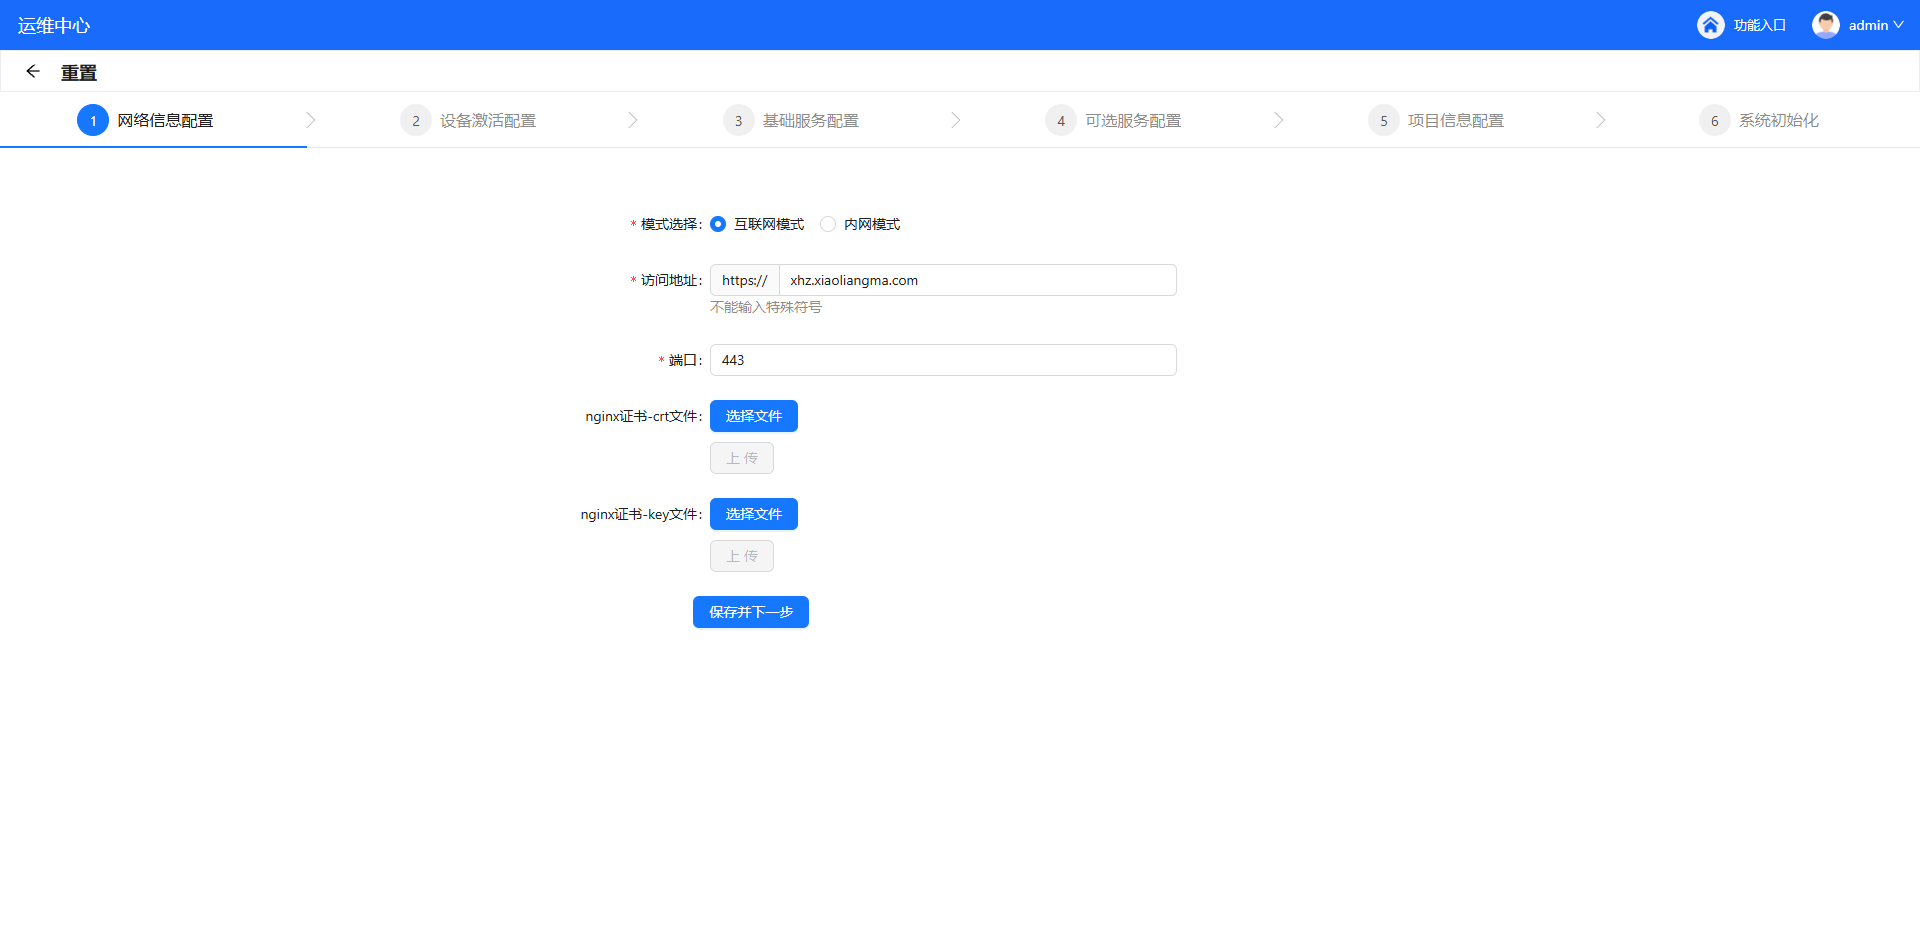 运维中心
功能入口
admin
重置
1 网络信息配置
2 设备激活配置
3 基础服务配置
4 可选服务配置
5 项目信息配置
6 系统初始化
* 模式选择: 互联网模式 内网模式
* 访问地址: https:// xhz.xiaoliangma.com
不能输入特殊符号
* 端口: 443
nginx证书-crt文件: 选择文件
上 传
nginx证书-key文件: 选择文件
上 传
保存并下一步